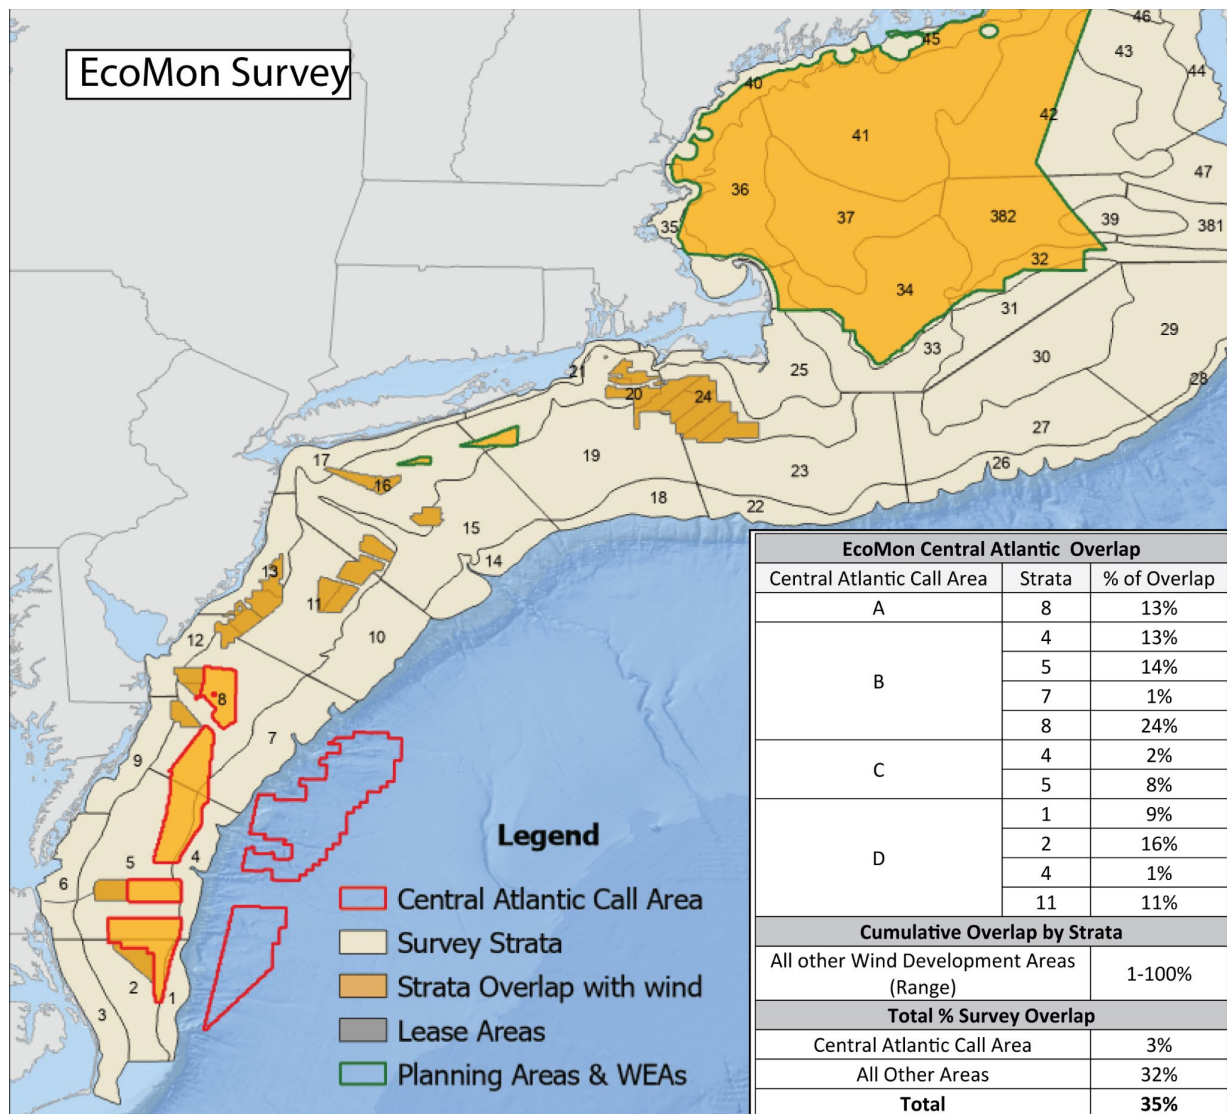 EcoMon Survey
46
45
43
44
40
42
41
47
36
37
382
39
381
35
32
34
31
29
33
30
25
28
21
20
24
27
19
23
26
17
16
18
22
15
14
13
11
10
12
8
7
9
5
4
6
2
1
3
Legend
Central Atlantic Call Area
Survey Strata
Strata Overlap with wind
Lease Areas
Planning Areas & WEAs
EcoMon Central Atlantic Overlap
Central Atlantic Call Area Strata % of Overlap
A 8 13%
B 4 13%
5 14%
7 1%
8 24%
C 4 2%
5 8%
D 1 9%
2 16%
4 1%
11 11%
Cumulative Overlap by Strata
All other Wind Development Areas
(Range) 1-100%
Total % Survey Overlap
Central Atlantic Call Area 3%
All Other Areas 32%
Total 35%